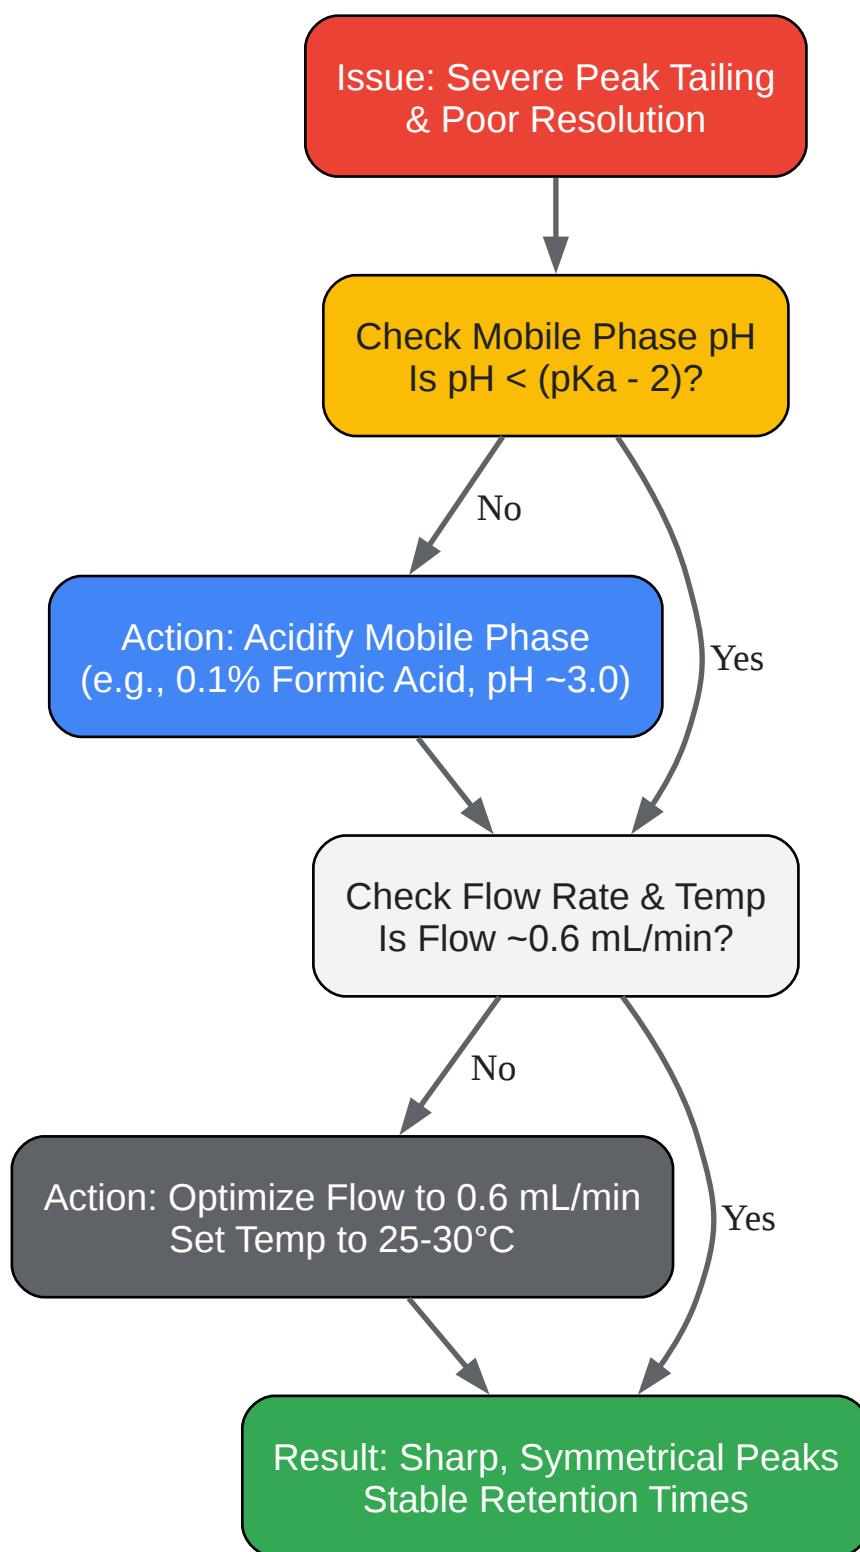 Issue: Severe Peak Tailing
& Poor Resolution
Check Mobile Phase pH
Is pH < (pKa - 2)?
No
Action: Acidify Mobile Phase
(e.g., 0.1% Formic Acid, pH ~3.0)
Yes
Check Flow Rate & Temp
Is Flow ~0.6 mL/min?
No
Action: Optimize Flow to 0.6 mL/min
Set Temp to 25-30°C
Yes
Result: Sharp, Symmetrical Peaks
Stable Retention Times